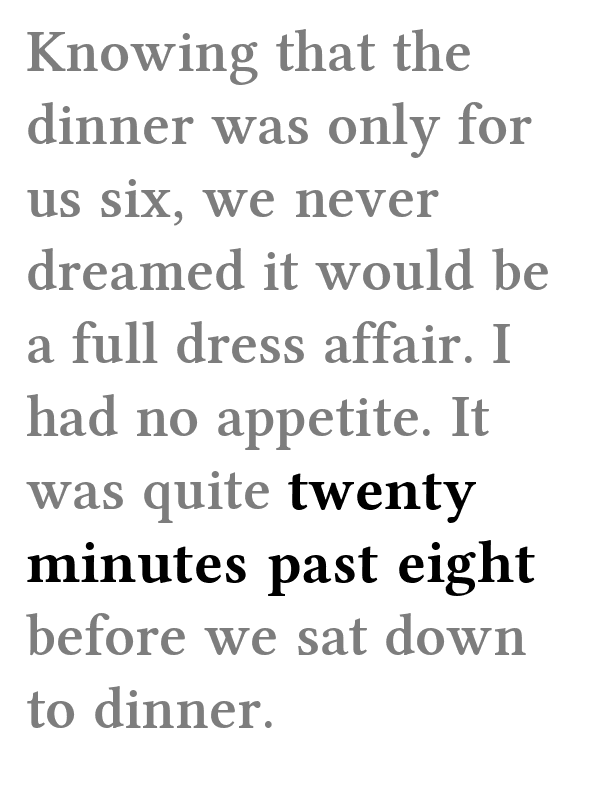 Knowing that the
dinner was only for
us six, we never
dreamed it would be
a full dress affair. I
had no appetite. It
was quite twenty
minutes past eight
before we sat down
to dinner.